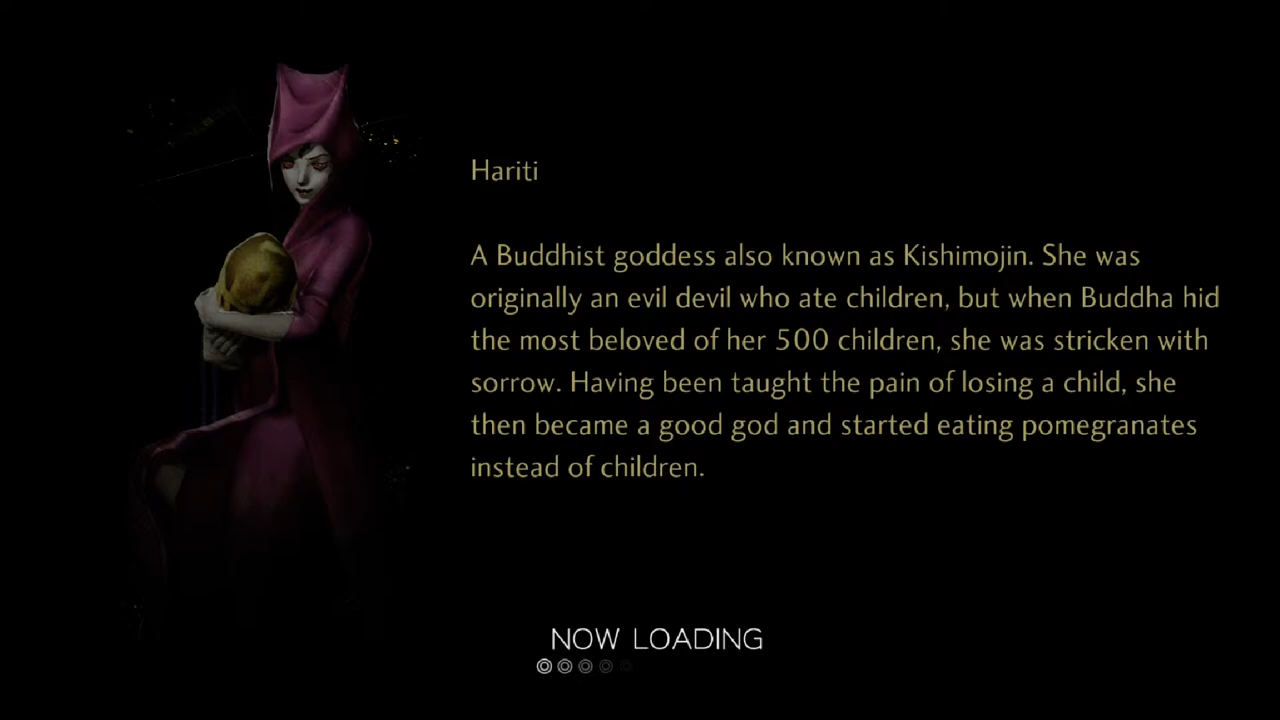 Hariti
A Buddhist goddess also known as Kishimojin. She was
originally an evil devil who ate children, but when Buddha hid
the most beloved of her 500 children, she was stricken with
sorrow. Having been taught the pain of losing a child, she
then became a good god and started eating pomegranates
instead of children.
NOW LOADING